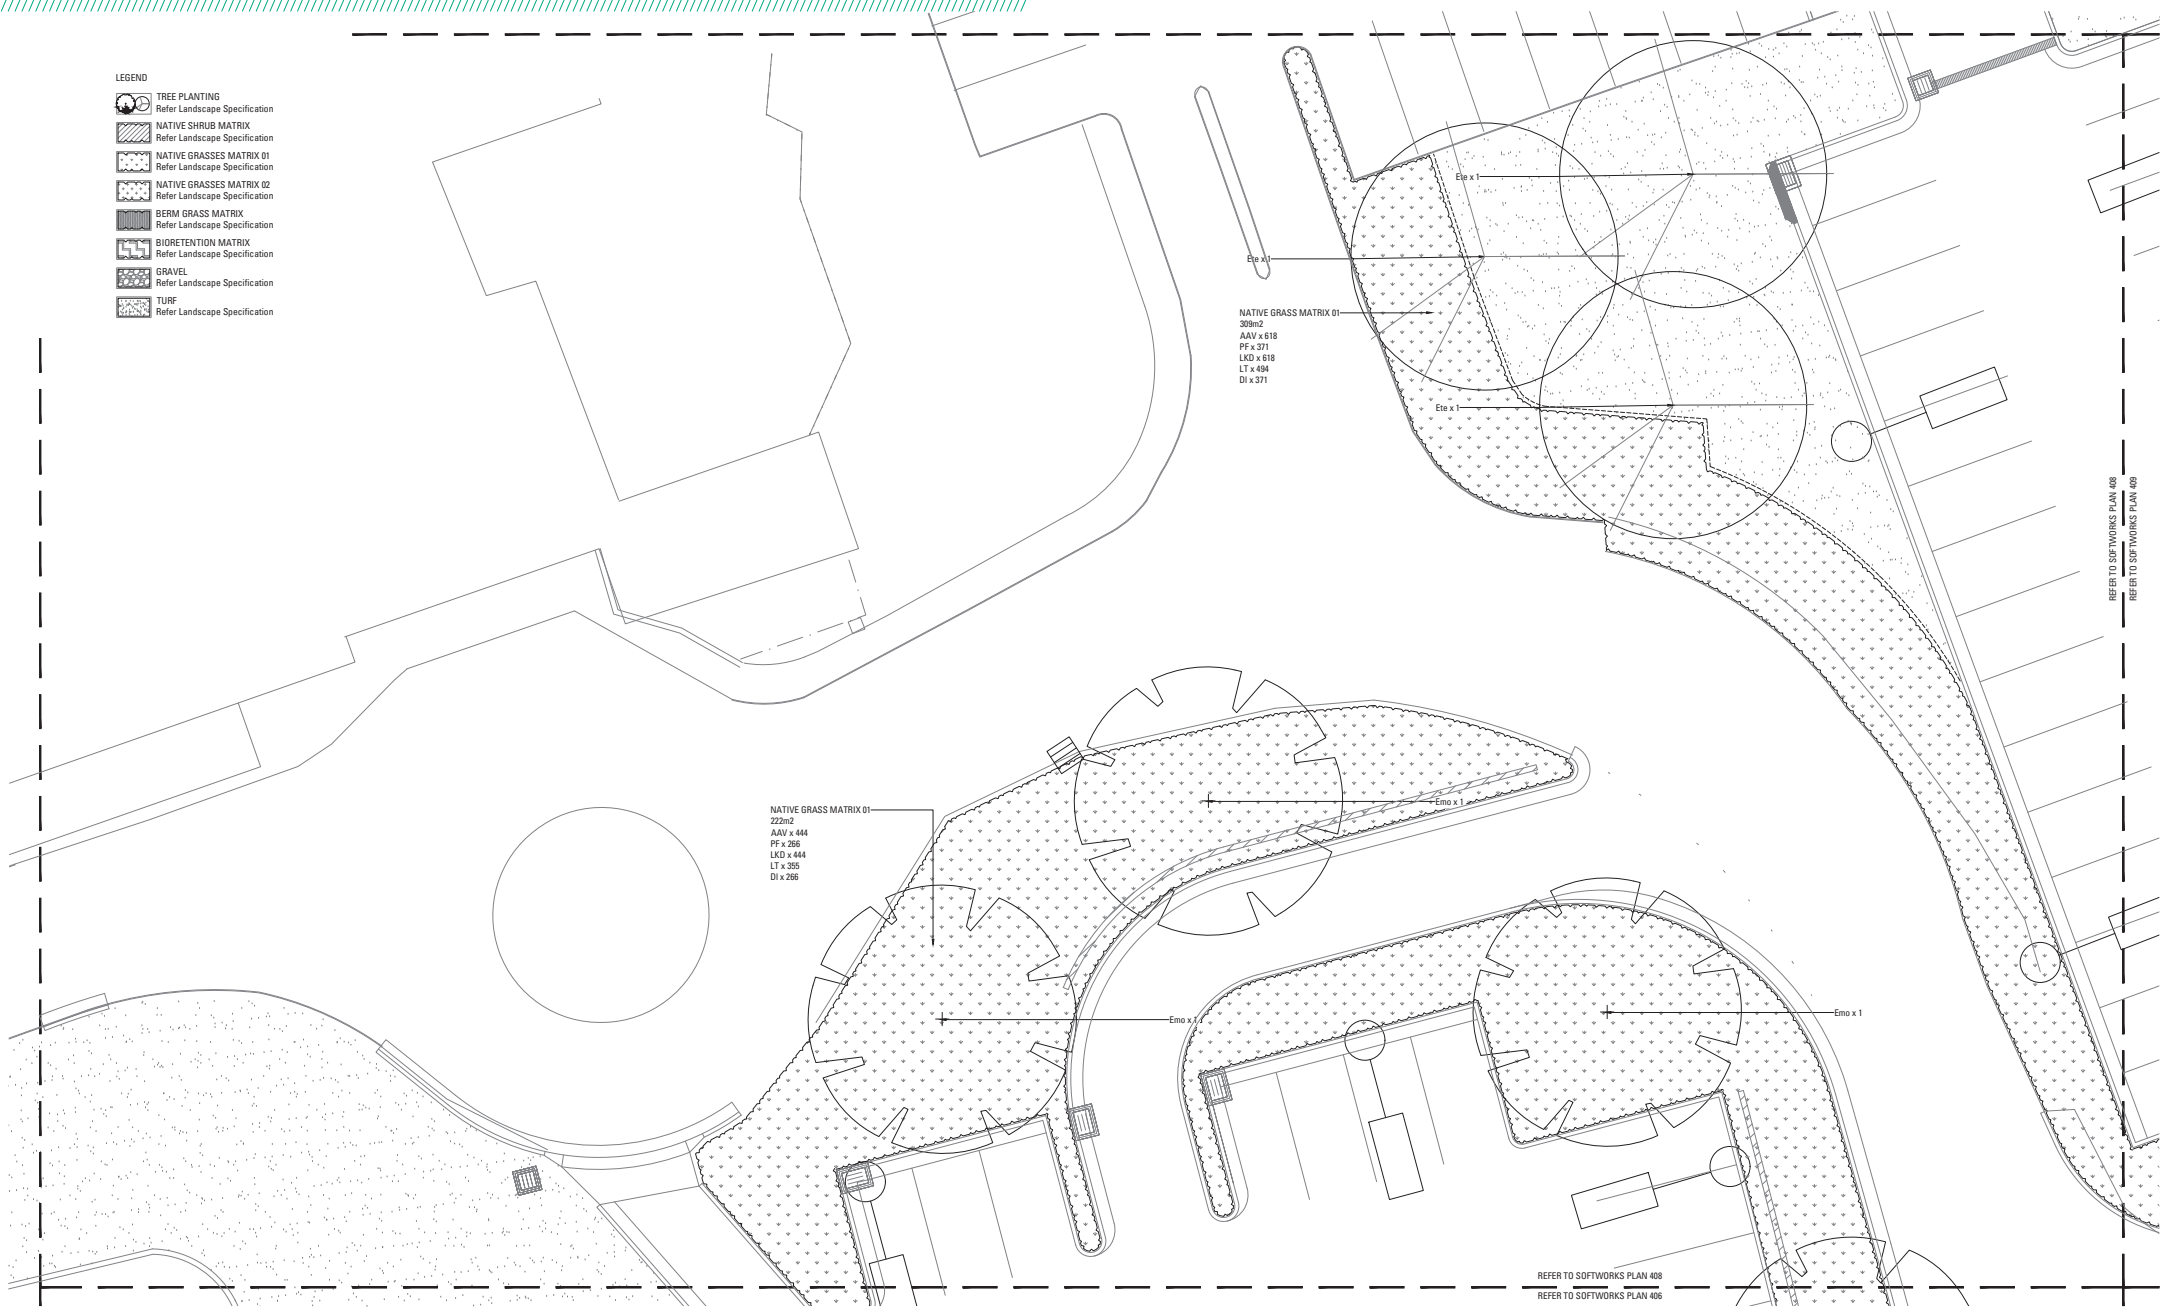 LEGEND
TREE PLANTING
Refer Landscape Specification
NATIVE SHRUB MATRIX
Refer Landscape Specification
NATIVE GRASSES MATRIX 01
Refer Landscape Specification
NATIVE GRASSES MATRIX 02
Refer Landscape Specification
BERM GRASS MATRIX
Refer Landscape Specification
BIORETENTION MATRIX
Refer Landscape Specification
GRAVEL
Refer Landscape Specification
TURF
Refer Landscape Specification
Ete x 1
Ete x 1
NATIVE GRASS MATRIX 01
309m2
AAV x 618
PF x 371
LKD x 618
LT x 494
DI x 371
Ete x 1
REFER TO SOFTWORKS PLAN 408
REFER TO SOFTWORKS PLAN 409
NATIVE GRASS MATRIX 01
222m2
AAV x 444
PF x 266
LKD x 444
LT x 355
DI x 266
Emo x 1
Emo x 1
Emo x 1
REFER TO SOFTWORKS PLAN 408
REFER TO SOFTWORKS PLAN 406